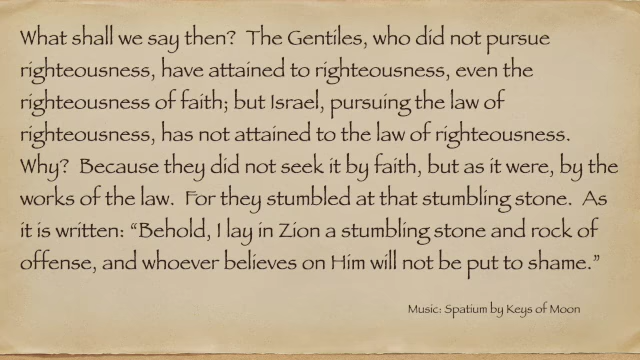 What shall we say then? The Gentiles, who did not pursue
righteousness, have attained to righteousness, even the
righteousness of faith; but Israel, pursuing the law of
righteousness, has not attained to the law of righteousness.
Why? Because they did not seek it by faith, but as it were, by the
works of the law. For they stumbled at that stumbling stone. As
it is written: “Behold, I lay in Zion a stumbling stone and rock of
offense, and whoever believes on Him will not be put to shame.”
Music: Spatium by Keys of Moon